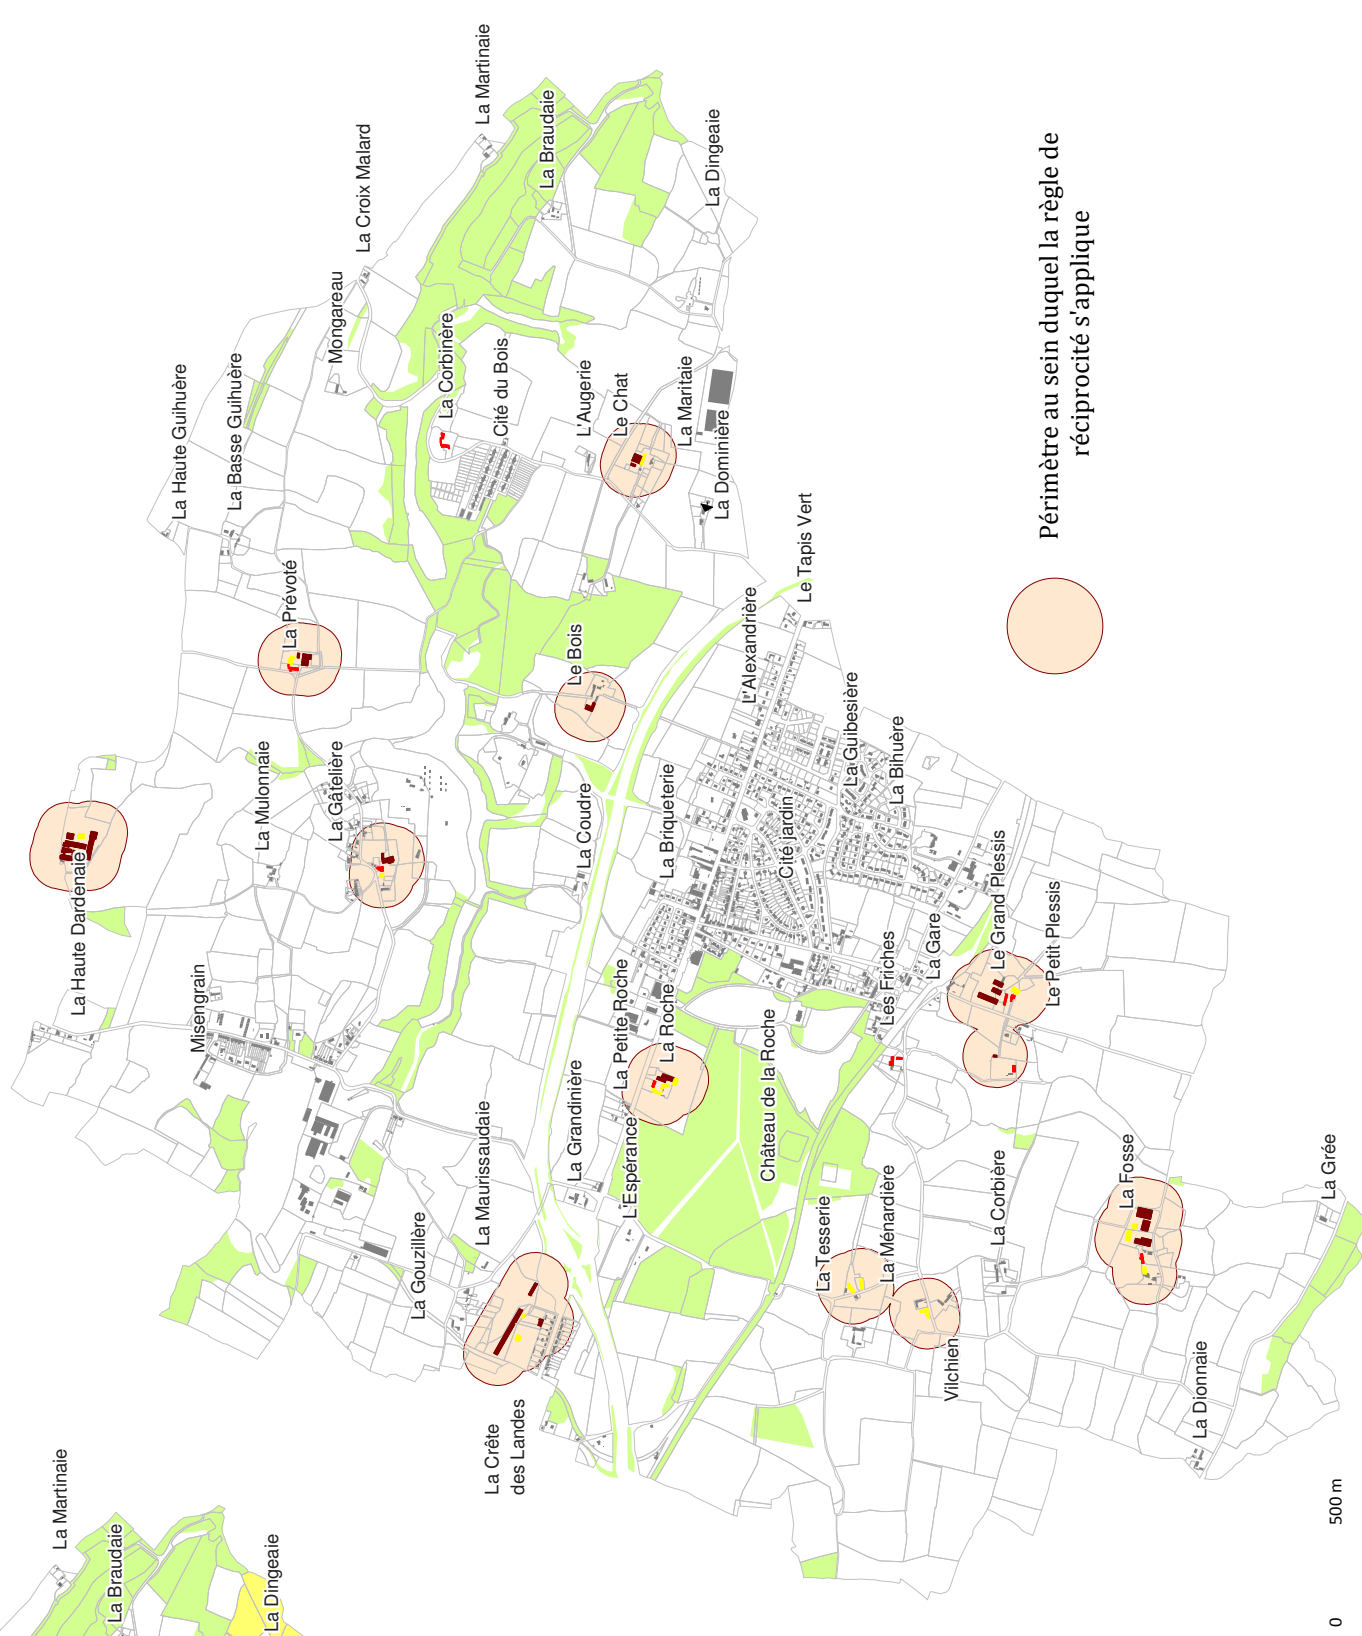 La Martinaie
La Braudaie
La Croix Malard
La Dingeaie
Mongareau
La Corbinère
Cité du Bois
La Haute Guihuère
La Basse Guihuère
L'Augerie
Le Chat
La Maritaie
La Dominière
Le Tapis Vert
La Prévoté
Le Bois
L'Alexandrière
La Guibesière
La Bihuère
La Mulonnaie
La Gâtelière
La Coudre
La Briqueterie
Cité jardin
La Haute Dardenaie
Le Grand Plessis
Le Petit Plessis
La Gare
Les Friches
Misengrain
La Petite Roche
La Roche
Château de la Roche
La Grandinière
L'Espérance
La Maurissaudaie
La Gouzillère
La Tesserie
La Ménardière
La Corbière
La Fosse
La Grée
Vilchien
La Dionnaie
La Crête
des Landes
Périmètre au sein duquel la règle de
réciprocité s'applique
La Martinaie
La Braudaie
La Dingeaie
0
500 m